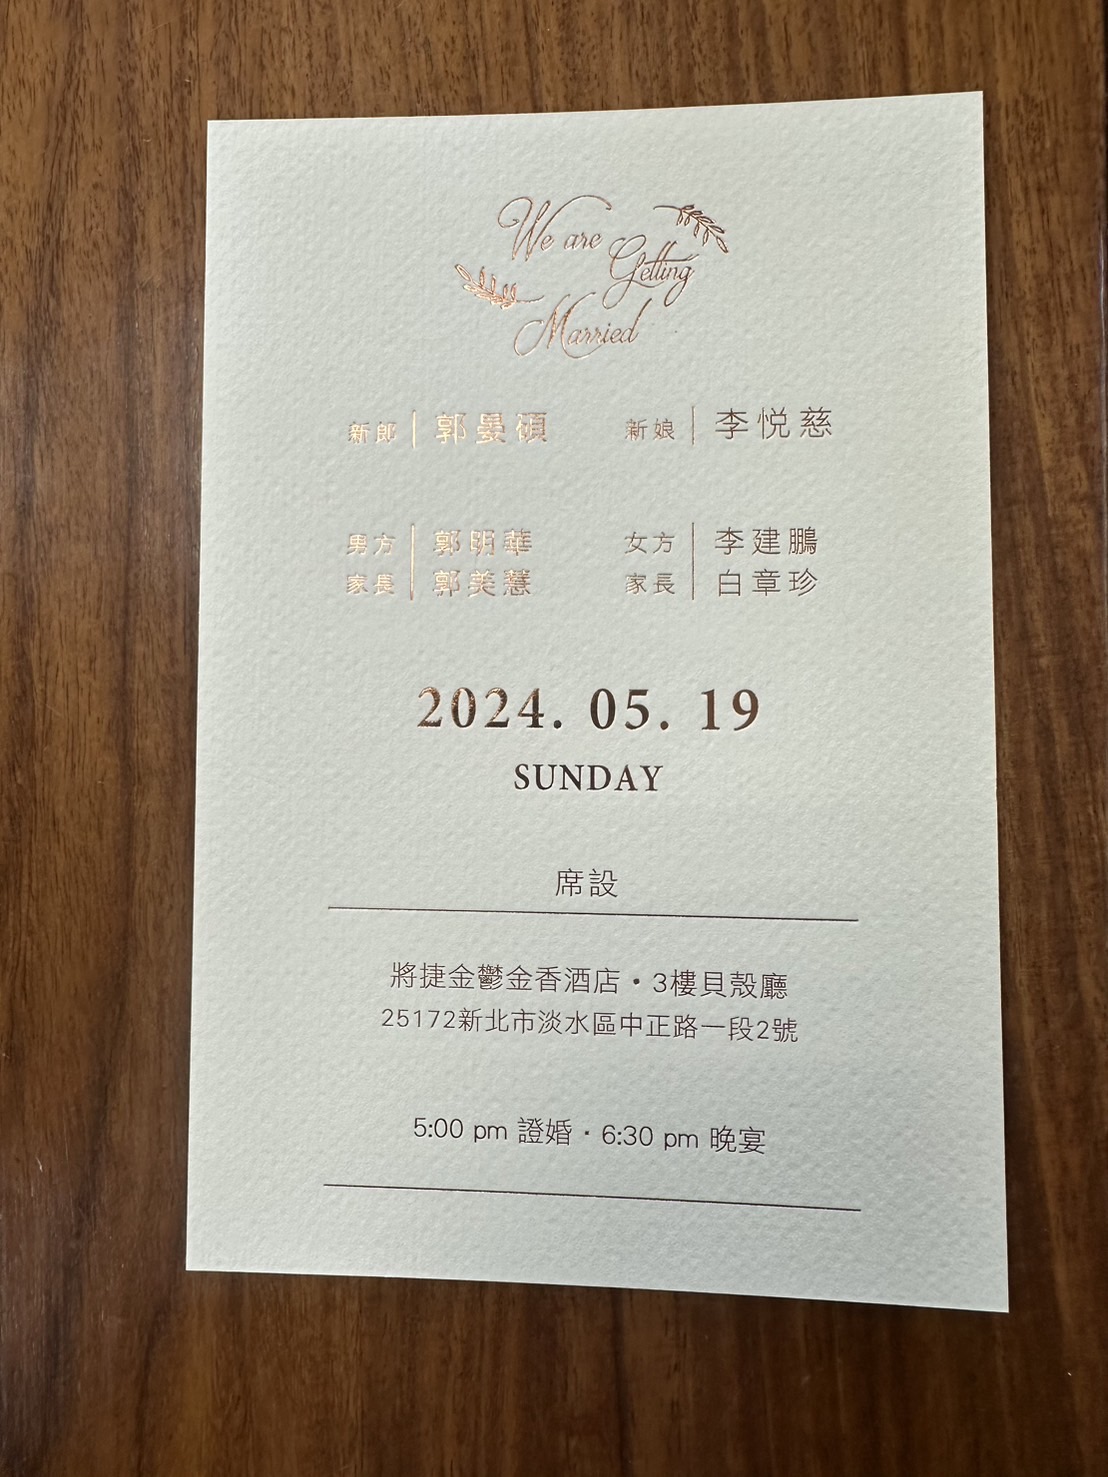 We are
Getting
Married
新郎 郭晏碩 新娘 李悦慈
男方 郭明華 女方 李建鵬
家長 郭美慧 家長 白章珍
2024. 05. 19
SUNDAY
席設
將捷金鬱金香酒店・3樓貝殼廳
25172新北市淡水區中正路一段2號
5:00 pm 證婚・6:30 pm 晚宴